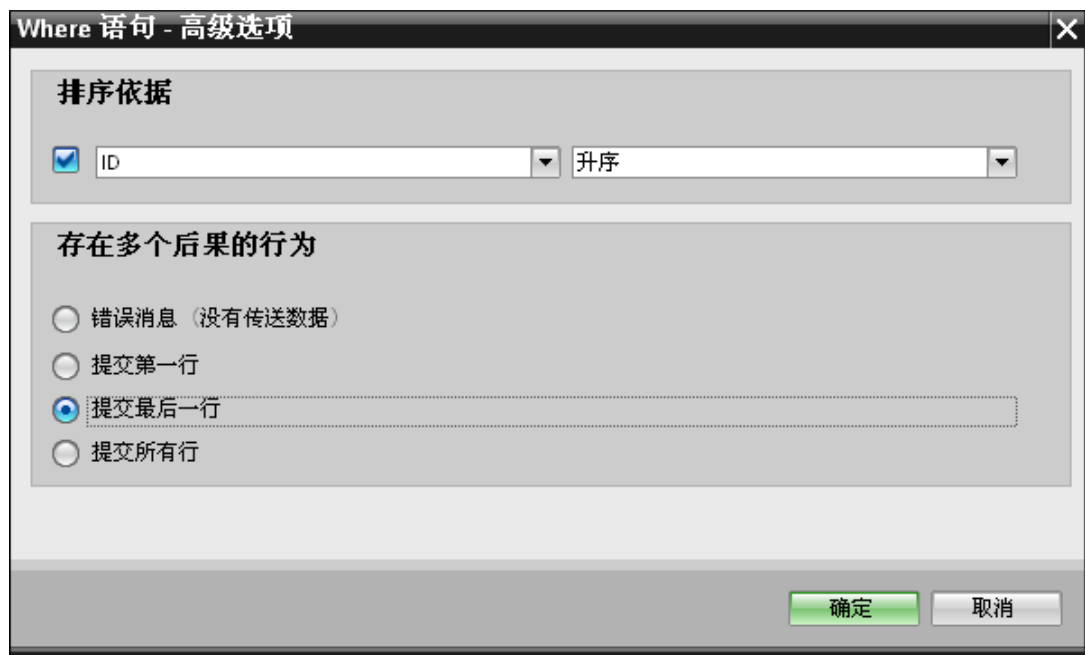 Where 语句 - 高级选项
排序依据
ID 升序
存在多个后果的行为
错误消息（没有传送数据）
提交第一行
提交最后一行
提交所有行
确定 取消